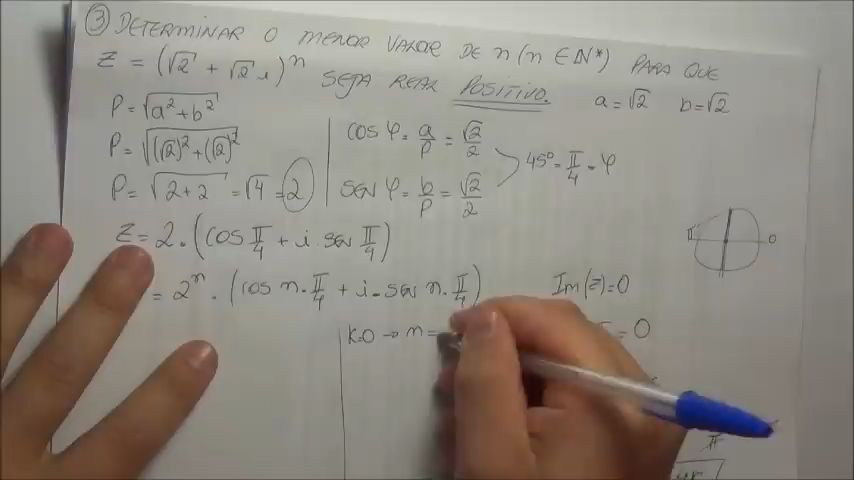 ③ DETERMINAR O MENOR VALOR DE n (n ∈ IN*) PARA QUE
Z = (√2 + √2 i)^n SEJA REAL POSITIVO.
a = √2 b = √2
P = √(a² + b²)
P = √((√2)² + (√2)²)
P = √(2 + 2) = √4 = 2
COS φ = a/P = √2/2
SEN φ = b/P = √2/2
45° = π/4 = φ
Z = 2 . (COS π/4 + i . SEN π/4)
= 2^n . (COS n . π/4 + i . SEN n . π/4)
π 0
Im(Z) = 0
= 0
K=0 → n =
π